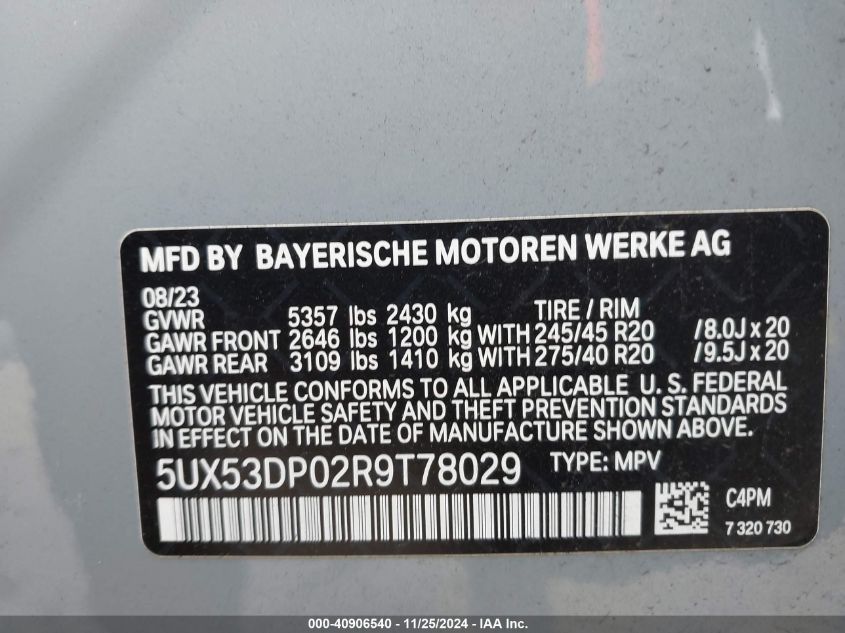 MFD BY BAYERISCHE MOTOREN WERKE AG
08/23 TIRE / RIM
GVWR 5357 lbs 2430 kg
GAWR FRONT 2646 lbs 1200 kg WITH 245/45 R20 /8.0J x 20
GAWR REAR 3109 lbs 1410 kg WITH 275/40 R20 /9.5J x 20
THIS VEHICLE CONFORMS TO ALL APPLICABLE U. S. FEDERAL
MOTOR VEHICLE SAFETY AND THEFT PREVENTION STANDARDS
IN EFFECT ON THE DATE OF MANUFACTURE SHOWN ABOVE.
5UX53DP02R9T78029 TYPE: MPV
C4PM
7 320 730
000-40906540 - 11/25/2024 - IAA Inc.